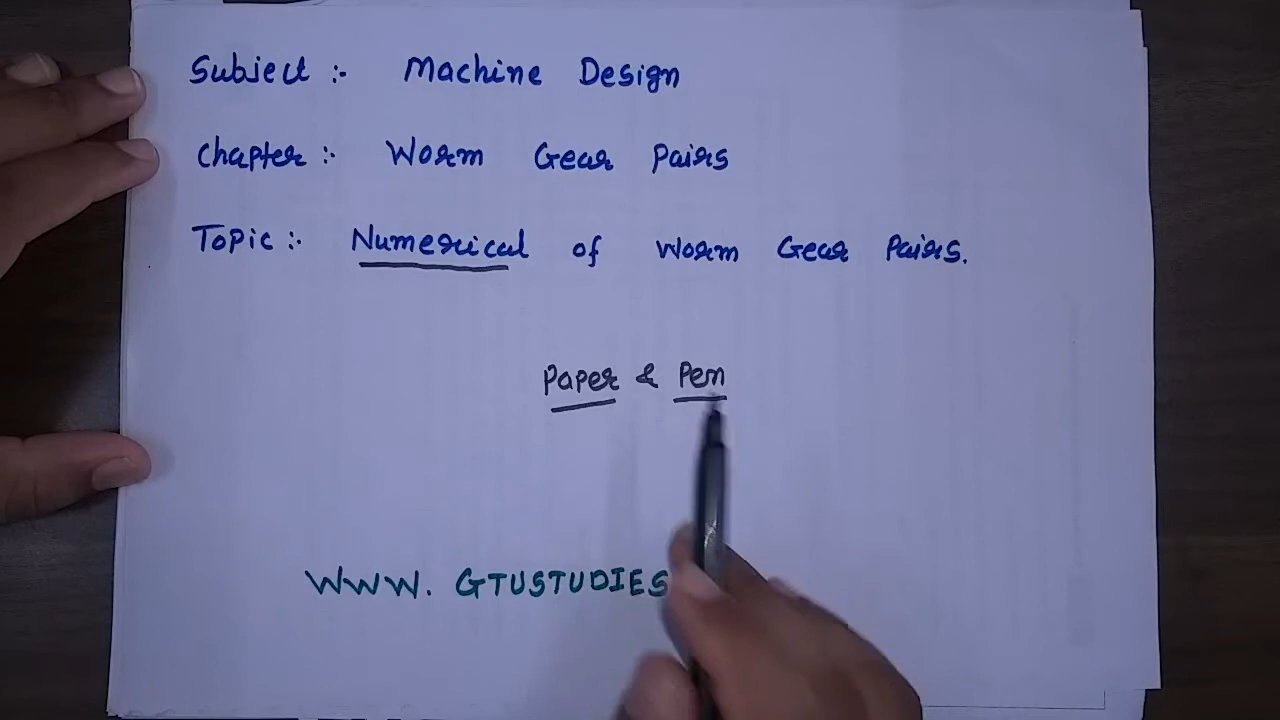 Subject :- Machine Design
Chapter :- Worm Gear Pairs
Topic :- Numerical of Worm Gear Pairs.
Paper & Pen
WWW. GTUSTUDIES